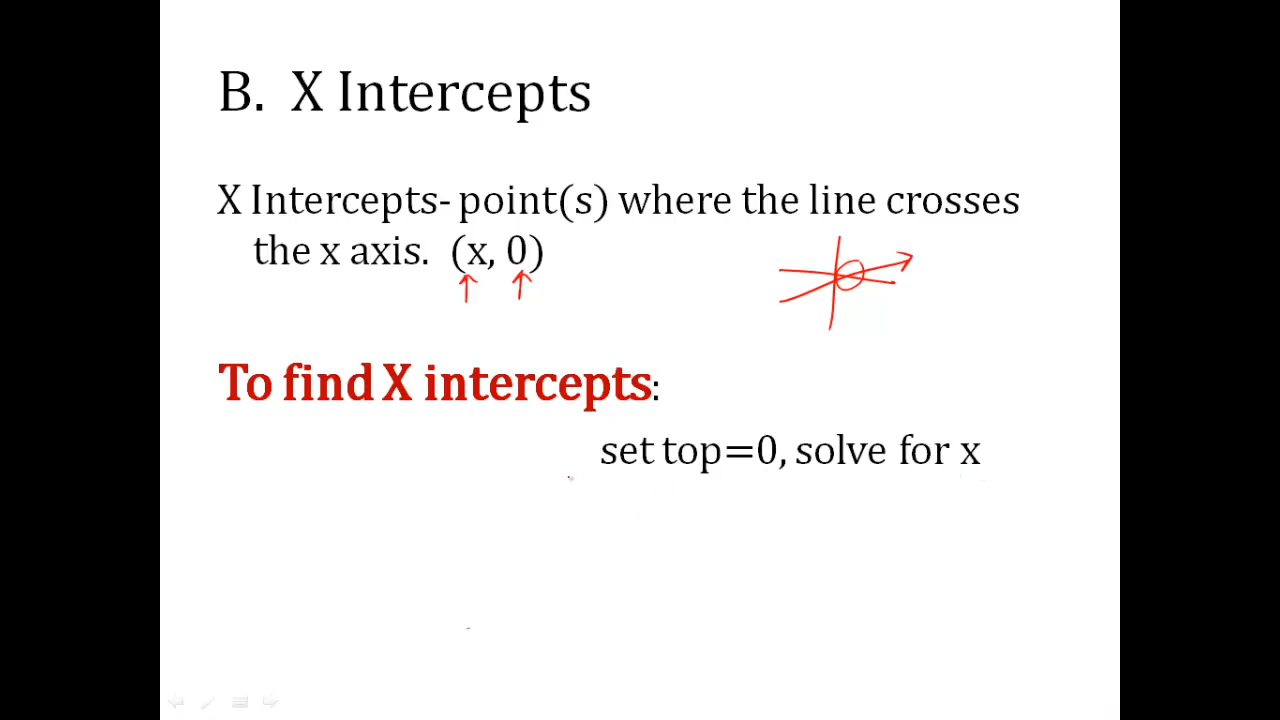 B. X Intercepts
X Intercepts- point(s) where the line crosses
the x axis. (x, 0)
To find X intercepts:
set top=0, solve for x